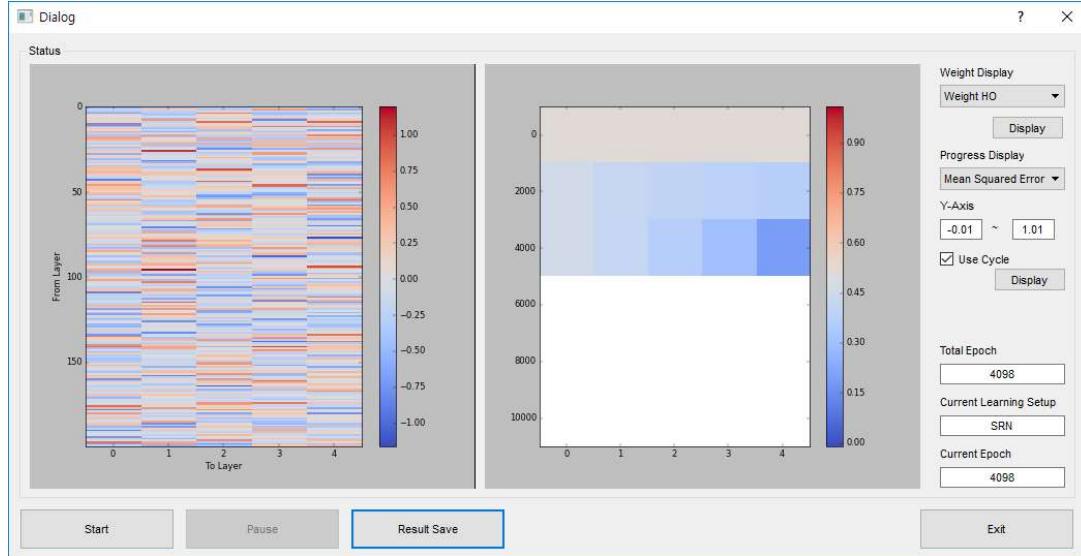 Dialog
?
Status
0
50
100
150
From Layer
0 1 2 3 4
To Layer
1.00
0.75
0.50
0.25
0.00
−0.25
−0.50
−0.75
−1.00
0
2000
4000
6000
8000
10000
0 1 2 3 4
0.90
0.75
0.60
0.45
0.30
0.15
0.00
Weight Display
Weight HO
Display
Progress Display
Mean Squared Error
Y-Axis
-0.01 ~ 1.01
Use Cycle
Display
Total Epoch
4098
Current Learning Setup
SRN
Current Epoch
4098
Start Pause Result Save Exit